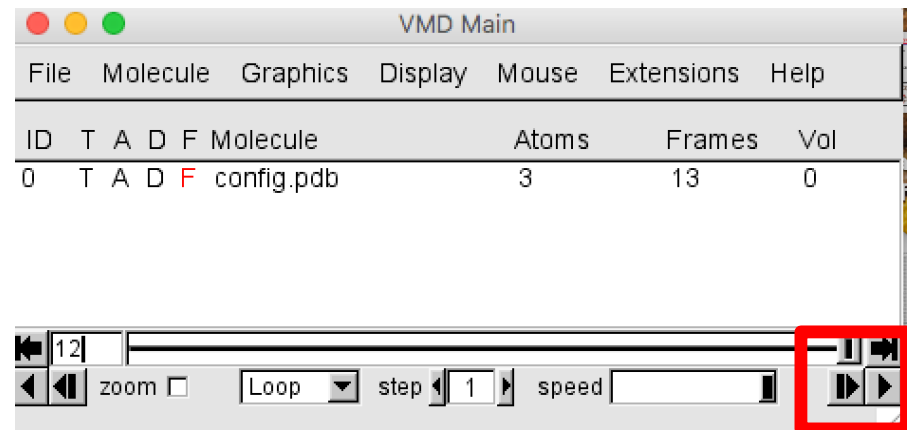 VMD Main
File Molecule Graphics Display Mouse Extensions Help
ID T A D F Molecule Atoms Frames Vol
0 T A D F config.pdb 3 13 0
12
zoom Loop step 1 speed